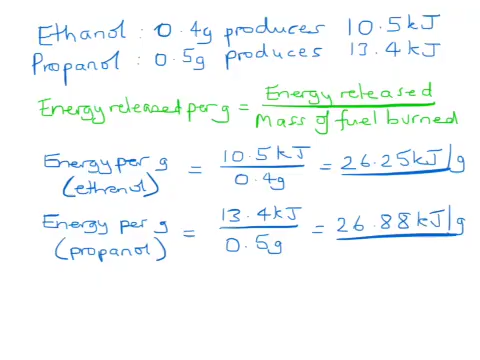 Ethanol : 0.4g produces 10.5kJ
Propanol : 0.5g produces 13.4kJ
Energy released per g = Energy released / Mass of fuel burned
Energy per g (ethanol) = 10.5kJ / 0.4g = 26.25kJ/g
Energy per g (propanol) = 13.4kJ / 0.5g = 26.88kJ/g